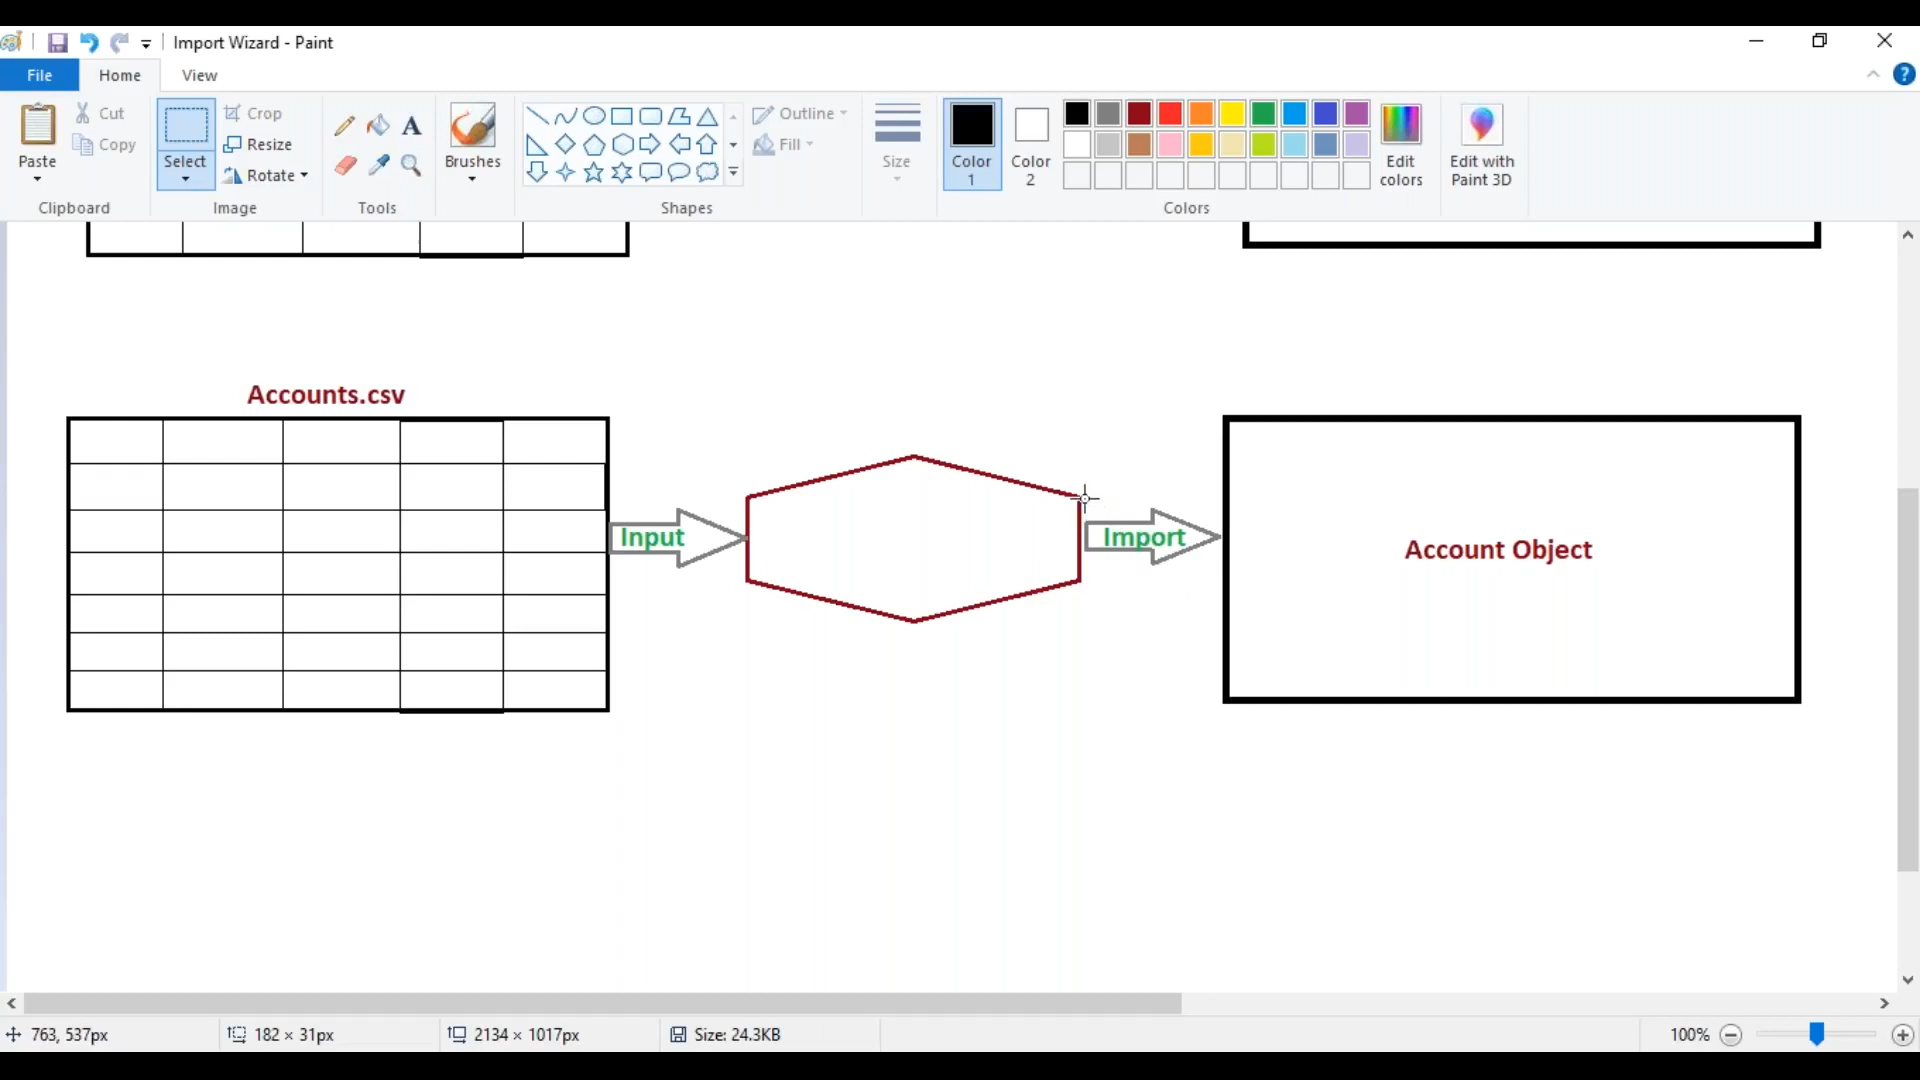 Import Wizard - Paint
File
Home
View
Paste
Cut
Copy
Clipboard
Select
Crop
Resize
Rotate
Image
Tools
Brushes
Shapes
Outline
Fill
Size
Color
1
Color
2
Colors
Edit
colors
Edit with
Paint 3D
Accounts.csv
Input
Import
Account Object
763, 537px
182 × 31px
2134 × 1017px
Size: 24.3KB
100%